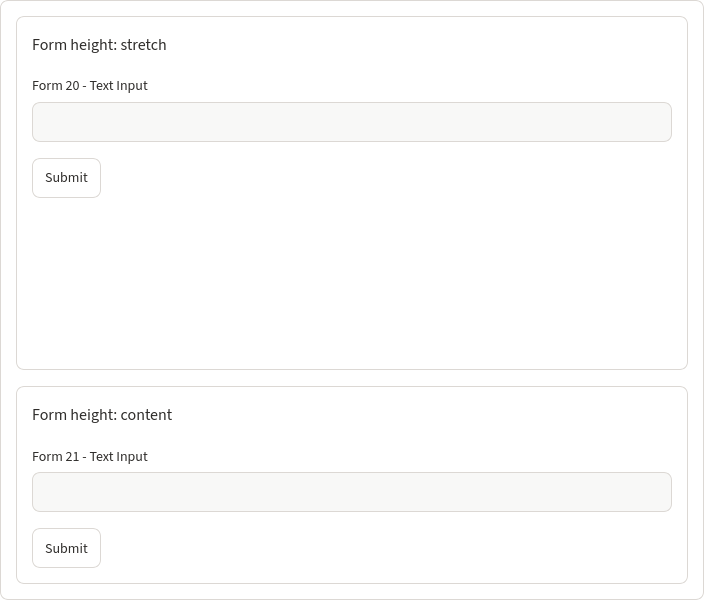 Form height: stretch
Form 20 - Text Input
Submit
Form height: content
Form 21 - Text Input
Submit